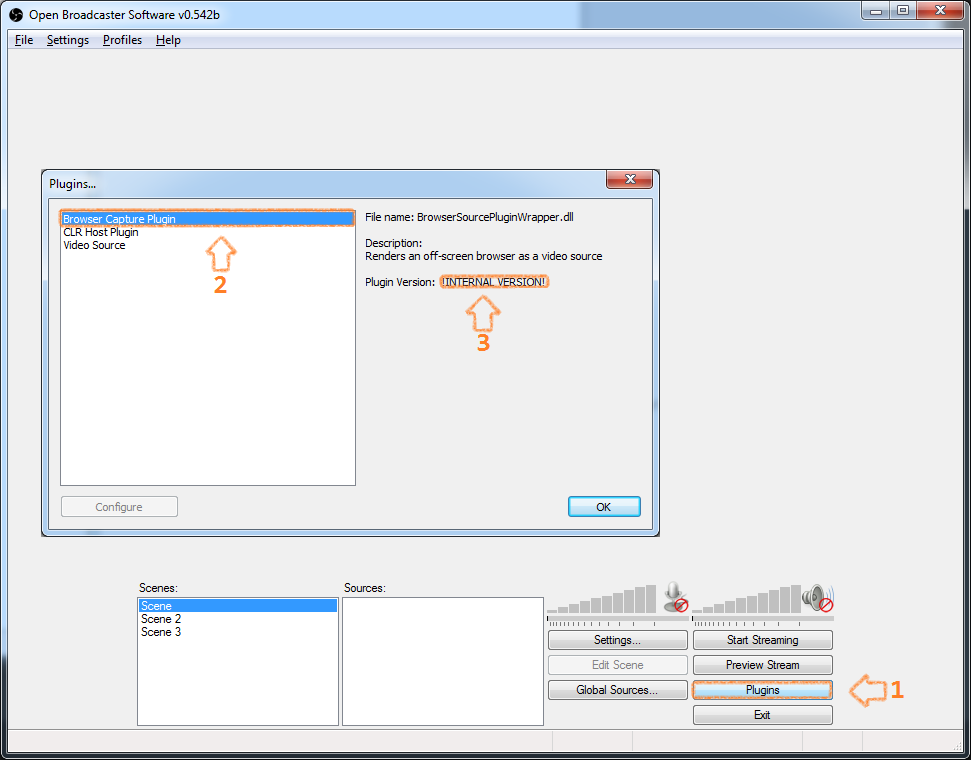 Open Broadcaster Software v0.542b
File Settings Profiles Help
Plugins...
Browser Capture Plugin
CLR Host Plugin
Video Source
2
File name: BrowserSourcePluginWrapper.dll
Description:
Renders an off-screen browser as a video source
Plugin Version: !INTERNAL VERSION!
3
Configure
OK
Scenes:
Scene
Scene 2
Scene 3
Sources:
Settings...
Start Streaming
Edit Scene
Preview Stream
Global Sources...
Plugins
1
Exit